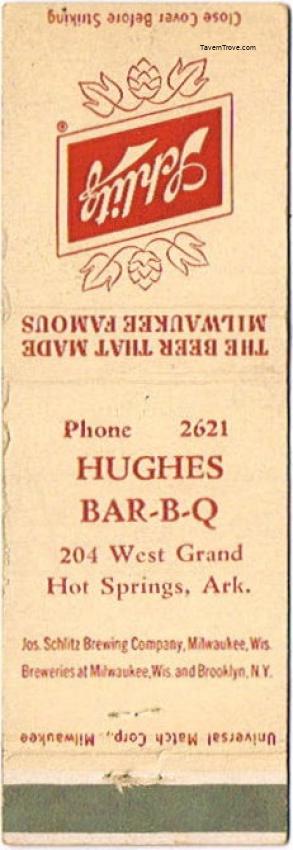 Close Cover Before Striking
TavernTrove.com
®
Schlitz
THE BEER THAT MADE
MILWAUKEE FAMOUS
Phone 2621
HUGHES
BAR-B-Q
204 West Grand
Hot Springs, Ark.
Jos. Schlitz Brewing Company, Milwaukee, Wis.
Breweries at Milwaukee, Wis. and Brooklyn, N.Y.
Universal Match Corp., Milwaukee